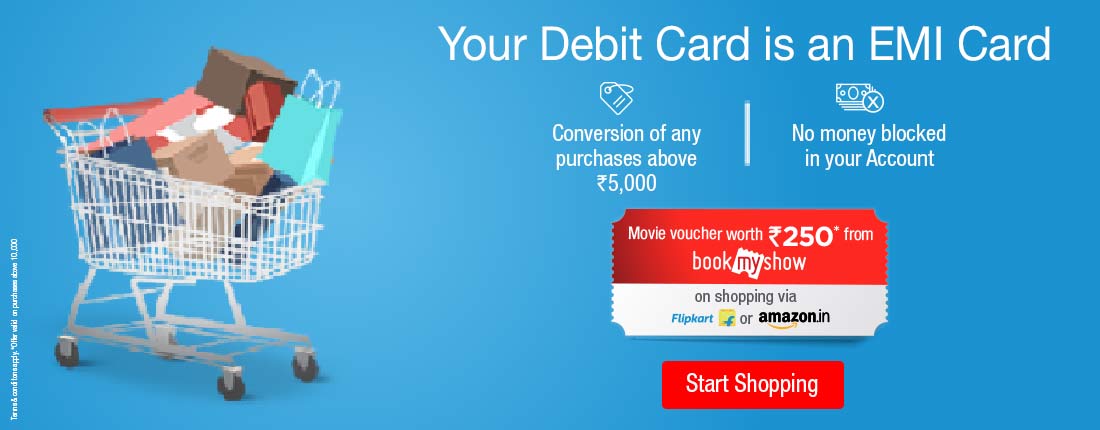 Your Debit Card is an EMI Card
Conversion of any
purchases above
₹5,000
No money blocked
in your Account
Movie voucher worth ₹250* from
bookmyshow
on shopping via
Flipkart or amazon.in
Start Shopping
Terms & conditions apply. *Offer valid on purchases above 10,000